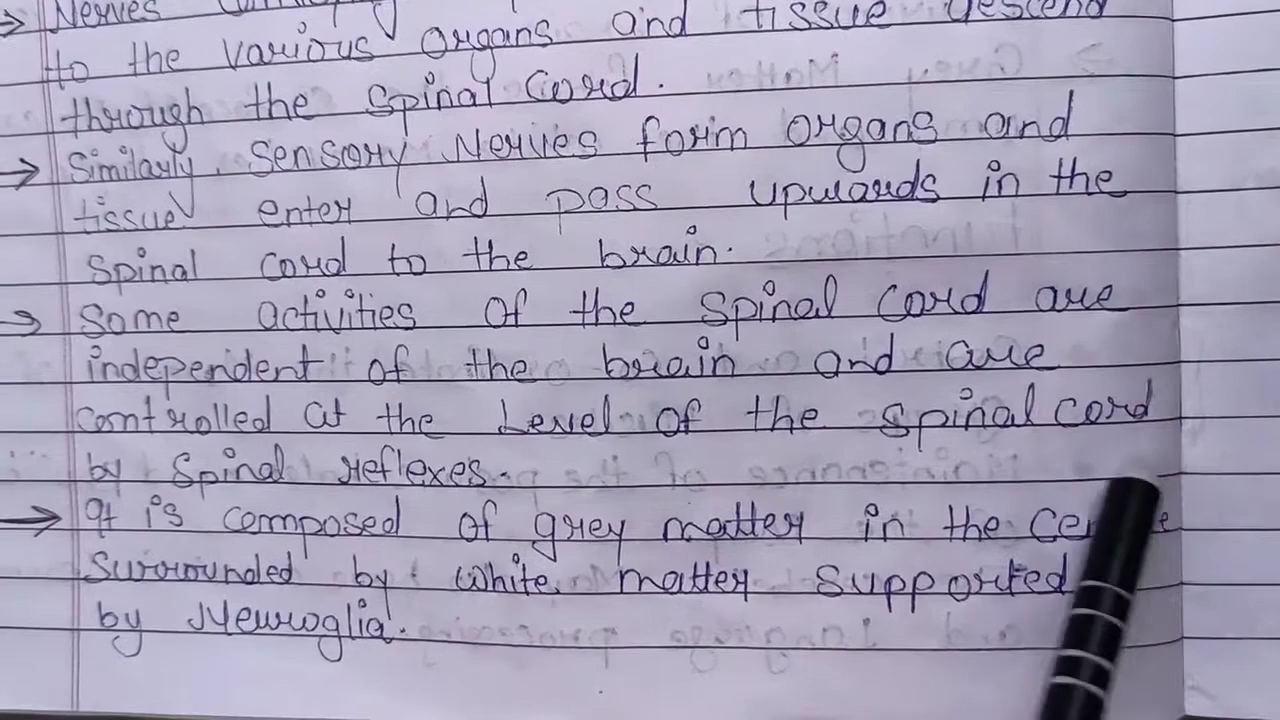 → Nerves
to the various organs and tissue descend
through the spinal Cord.
→ Similarly, Sensory Nerves form organs and
tissue enter and pass upwards in the
Spinal cord to the brain.
→ Some activities of the spinal Cord are
independent of the brain and are
controlled at the Level of the spinal cord
by spinal reflexes.
→ It is composed of grey matter in the
Surrounded by white matter supported
by Neuroglia.